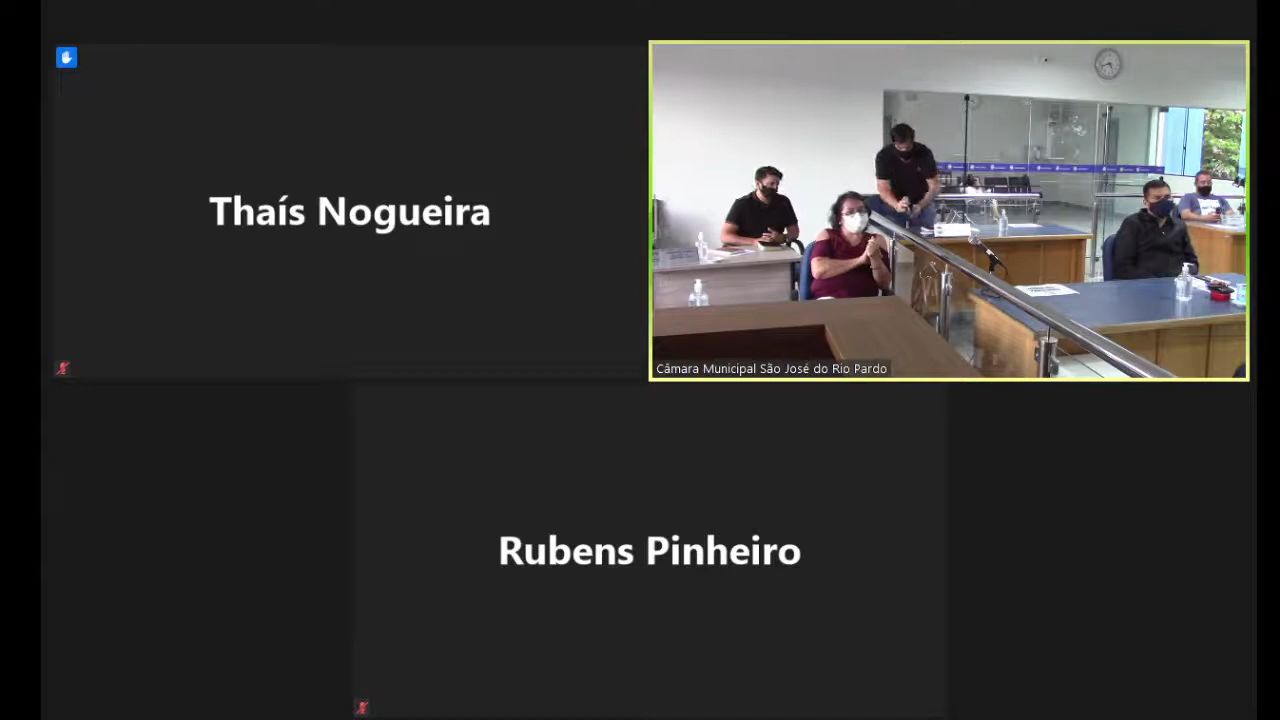 Thaís Nogueira
Câmara Municipal São José do Rio Pardo
Rubens Pinheiro